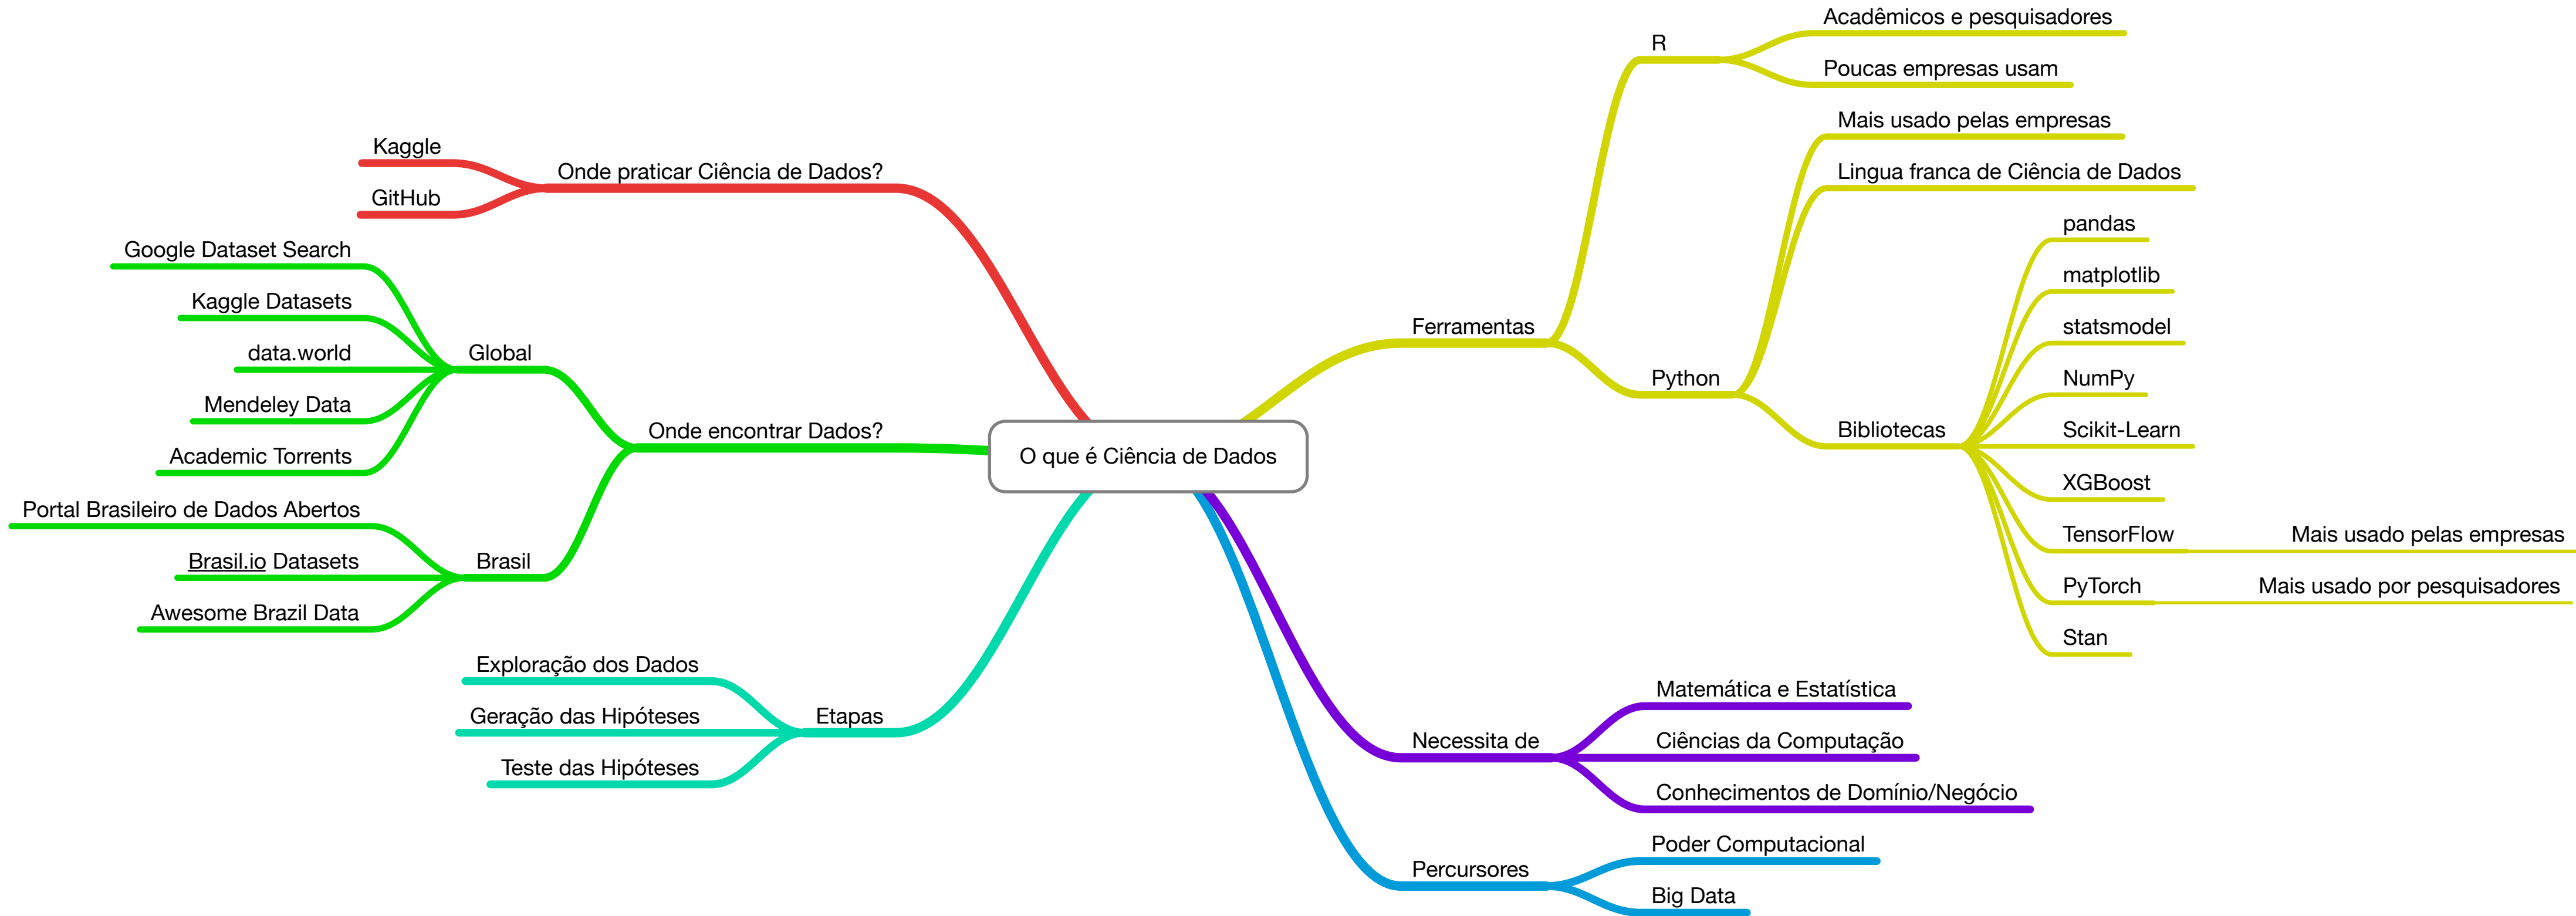 O que é Ciência de Dados
Ferramentas
R
Acadêmicos e pesquisadores
Poucas empresas usam
Python
Mais usado pelas empresas
Lingua franca de Ciência de Dados
Bibliotecas
pandas
matplotlib
statsmodel
NumPy
Scikit-Learn
XGBoost
TensorFlow
Mais usado pelas empresas
PyTorch
Mais usado por pesquisadores
Stan
Necessita de
Matemática e Estatística
Ciências da Computação
Conhecimentos de Domínio/Negócio
Percursores
Poder Computacional
Big Data
Onde praticar Ciência de Dados?
Kaggle
GitHub
Onde encontrar Dados?
Global
Google Dataset Search
Kaggle Datasets
data.world
Mendeley Data
Academic Torrents
Brasil
Portal Brasileiro de Dados Abertos
Brasil.io Datasets
Awesome Brazil Data
Etapas
Exploração dos Dados
Geração das Hipóteses
Teste das Hipóteses